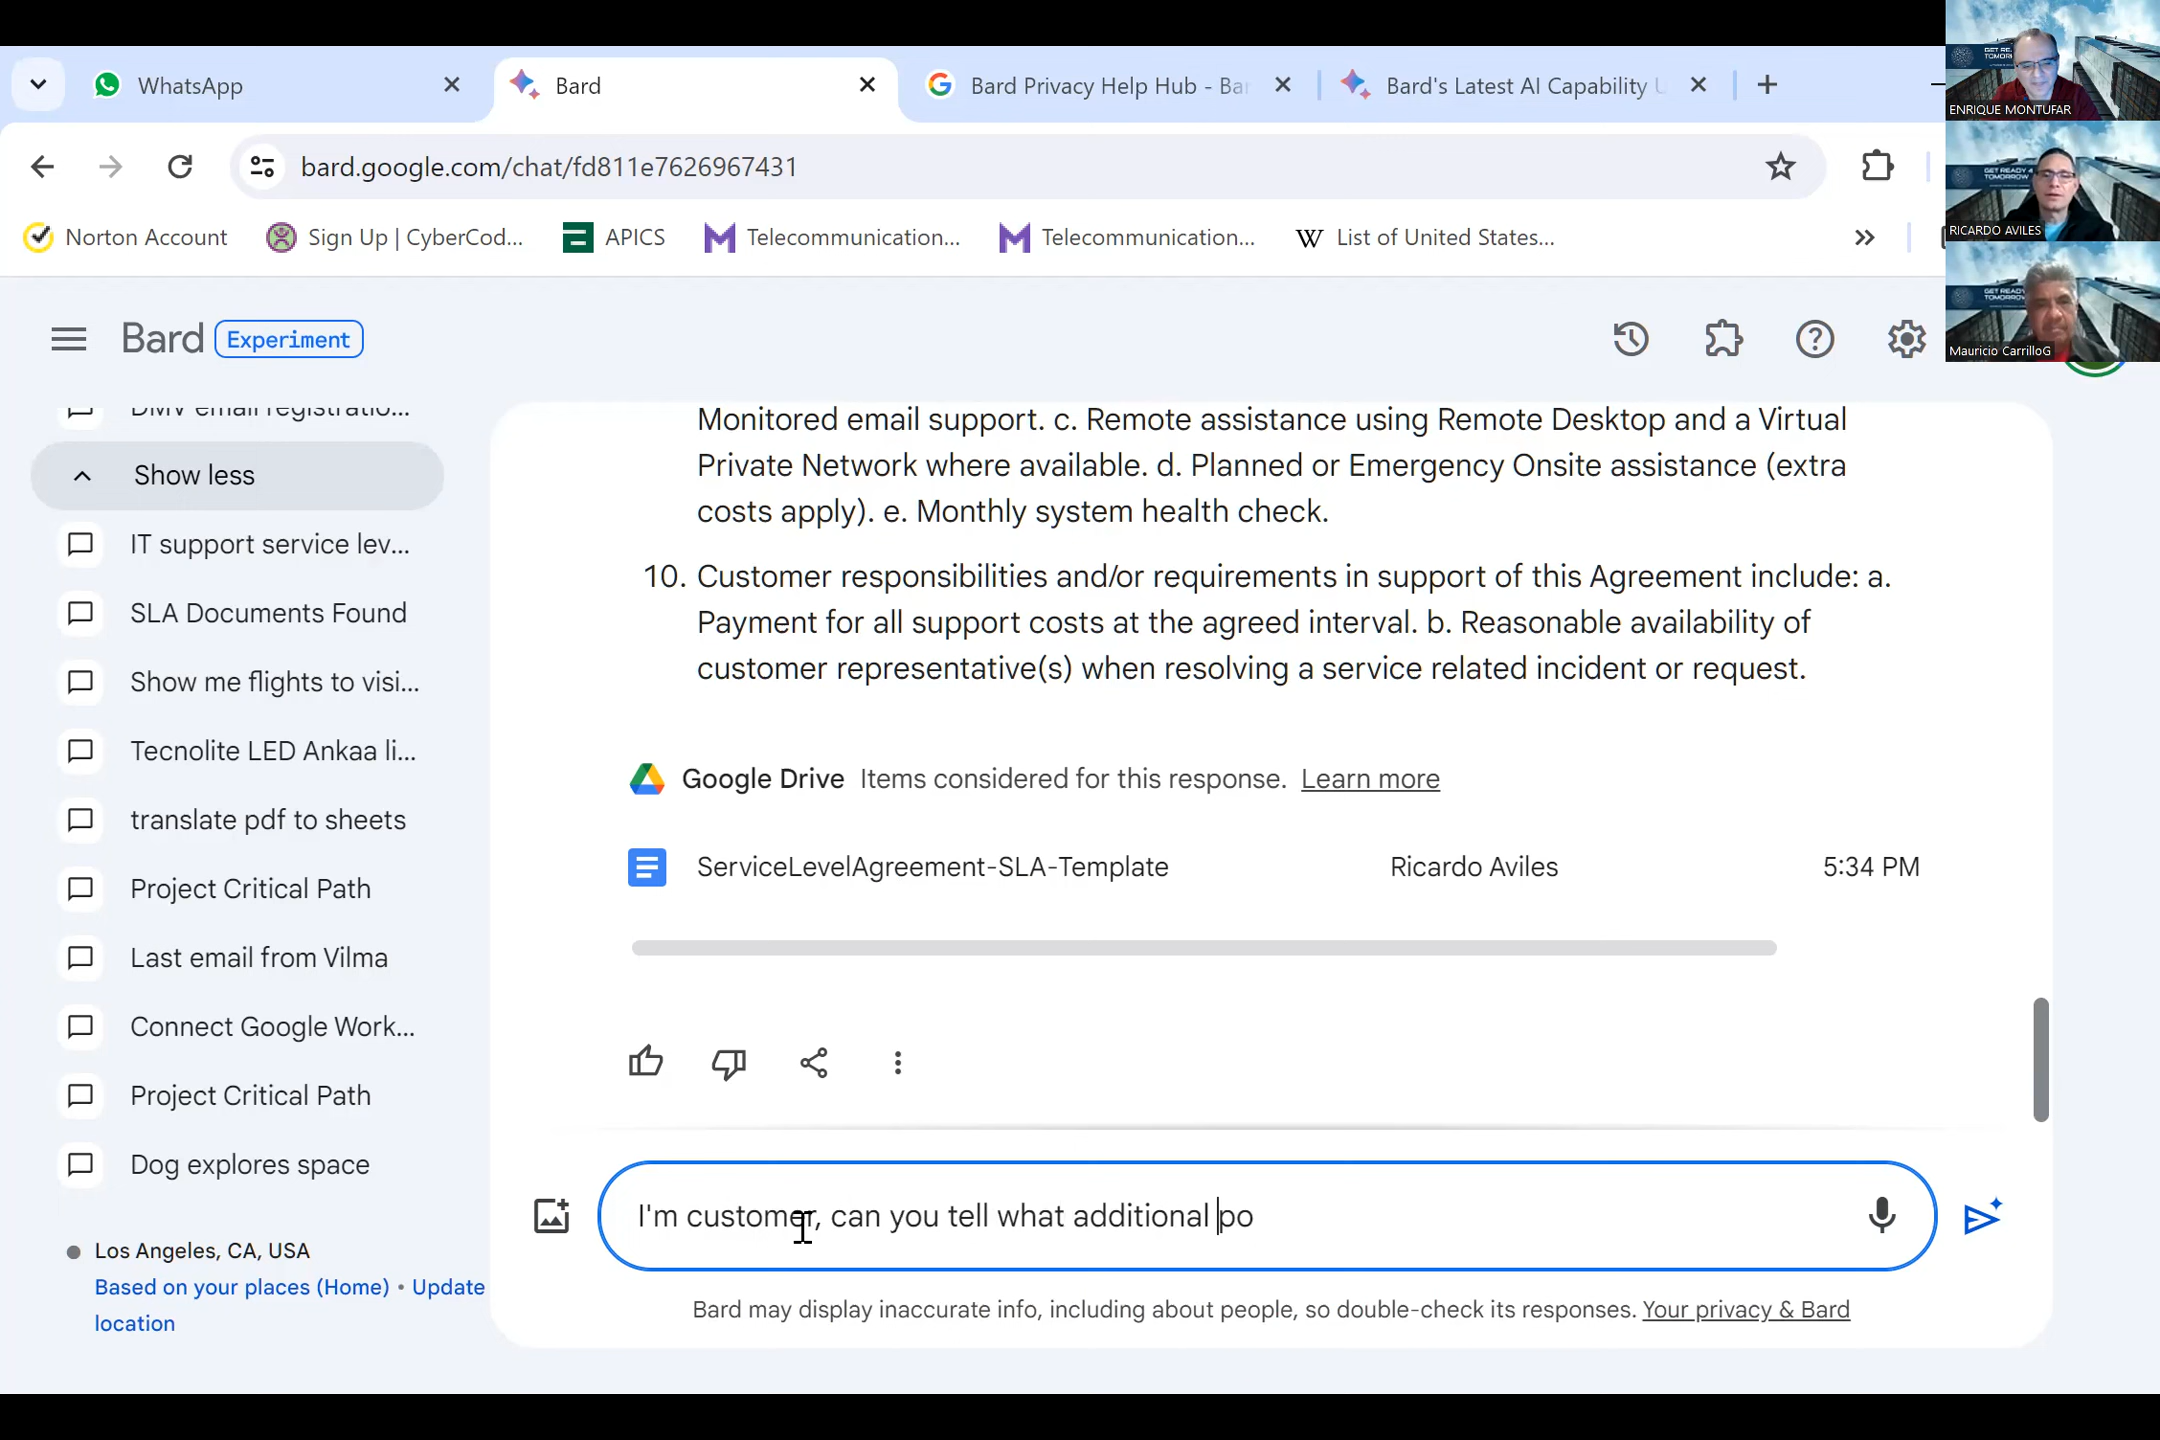 WhatsApp
Bard
Bard Privacy Help Hub - Bar
Bard's Latest AI Capability U
bard.google.com/chat/fd811e7626967431
Norton Account
Sign Up | CyberCod...
APICS
Telecommunication...
Telecommunication...
List of United States...
ENRIQUE MONTUFAR
RICARDO AVILES
Mauricio CarrilloG
Bard Experiment
DMV email registratio...
Show less
IT support service lev...
SLA Documents Found
Show me flights to visi...
Tecnolite LED Ankaa li...
translate pdf to sheets
Project Critical Path
Last email from Vilma
Connect Google Work...
Project Critical Path
Dog explores space
Los Angeles, CA, USA
Based on your places (Home) • Update
location
Monitored email support. c. Remote assistance using Remote Desktop and a Virtual
Private Network where available. d. Planned or Emergency Onsite assistance (extra
costs apply). e. Monthly system health check.
10. Customer responsibilities and/or requirements in support of this Agreement include: a.
Payment for all support costs at the agreed interval. b. Reasonable availability of
customer representative(s) when resolving a service related incident or request.
Google Drive Items considered for this response. Learn more
ServiceLevelAgreement-SLA-Template Ricardo Aviles 5:34 PM
I'm customer, can you tell what additional po
Bard may display inaccurate info, including about people, so double-check its responses. Your privacy & Bard